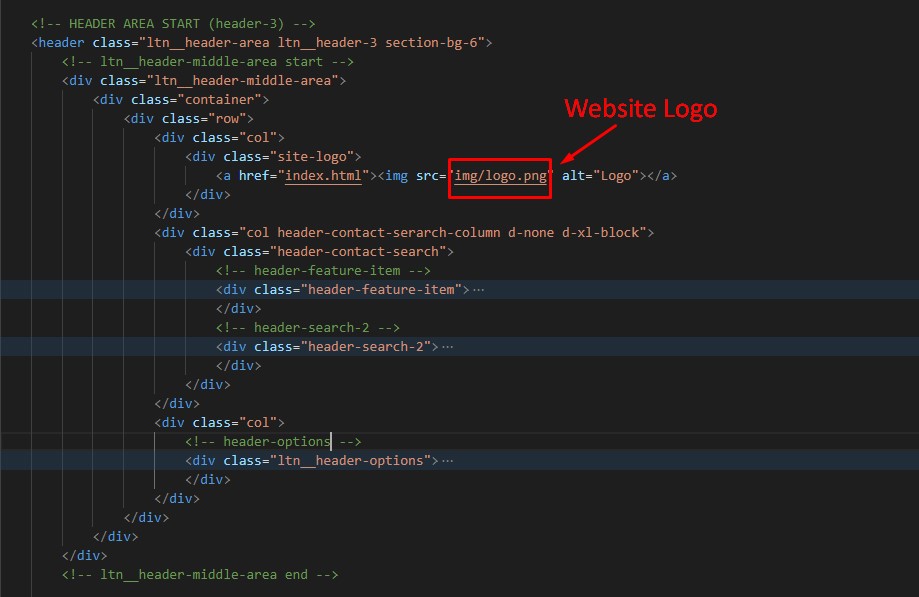 <!-- HEADER AREA START (header-3) -->
<header class="ltn__header-area ltn__header-3 section-bg-6">
<!-- ltn__header-middle-area start -->
<div class="ltn__header-middle-area">
<div class="container">
Website Logo
<div class="row">
<div class="col">
<div class="site-logo">
<a href="index.html"><img src="img/logo.png" alt="Logo"></a>
</div>
</div>
<div class="col header-contact-serarch-column d-none d-xl-block">
<div class="header-contact-search">
<!-- header-feature-item -->
<div class="header-feature-item">···
</div>
<!-- header-search-2 -->
<div class="header-search-2">···
</div>
</div>
</div>
<div class="col">
<!-- header-options -->
<div class="ltn__header-options">···
</div>
</div>
</div>
</div>
</div>
<!-- ltn__header-middle-area end -->